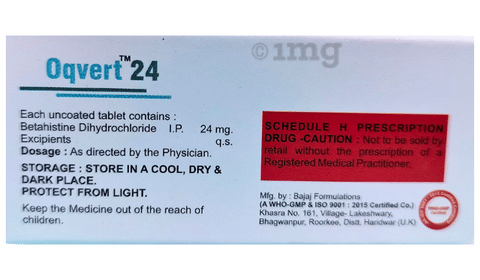 ©1mg
Oqvert™24
Each uncoated tablet contains :
Betahistine Dihydrochloride I.P. 24 mg.
Excipients q.s.
Dosage : As directed by the Physician.
STORAGE : STORE IN A COOL, DRY &
DARK PLACE.
PROTECT FROM LIGHT.
Keep the Medicine out of the reach of
children.
SCHEDULE H PRESCRIPTION
DRUG -CAUTION : Not to be sold by
retail without the prescription of a
Registered Medical Practitioner.
Mfg. by : Bajaj Formulations
(A WHO-GMP & ISO 9001 : 2015 Certified Co.)
Khasra No. 161, Village- Lakeshwary,
Bhagwanpur, Roorkee, Distt. Haridwar (U.K)